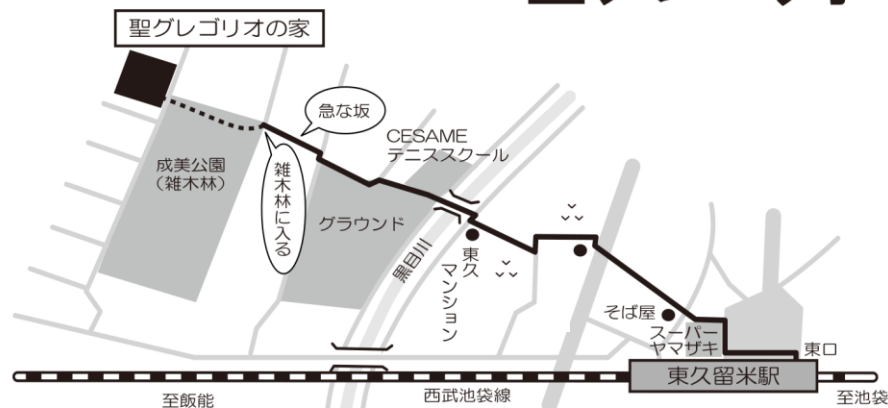 聖グレゴリオの家
急な坂
CESAME
テニススクール
成美公園
(雑木林)
雑木林に入る
グラウンド
黒目川
東久
マンション
そば屋
スーパー
ヤマザキ
東口
東久留米駅
至飯能
西武池袋線
至池袋